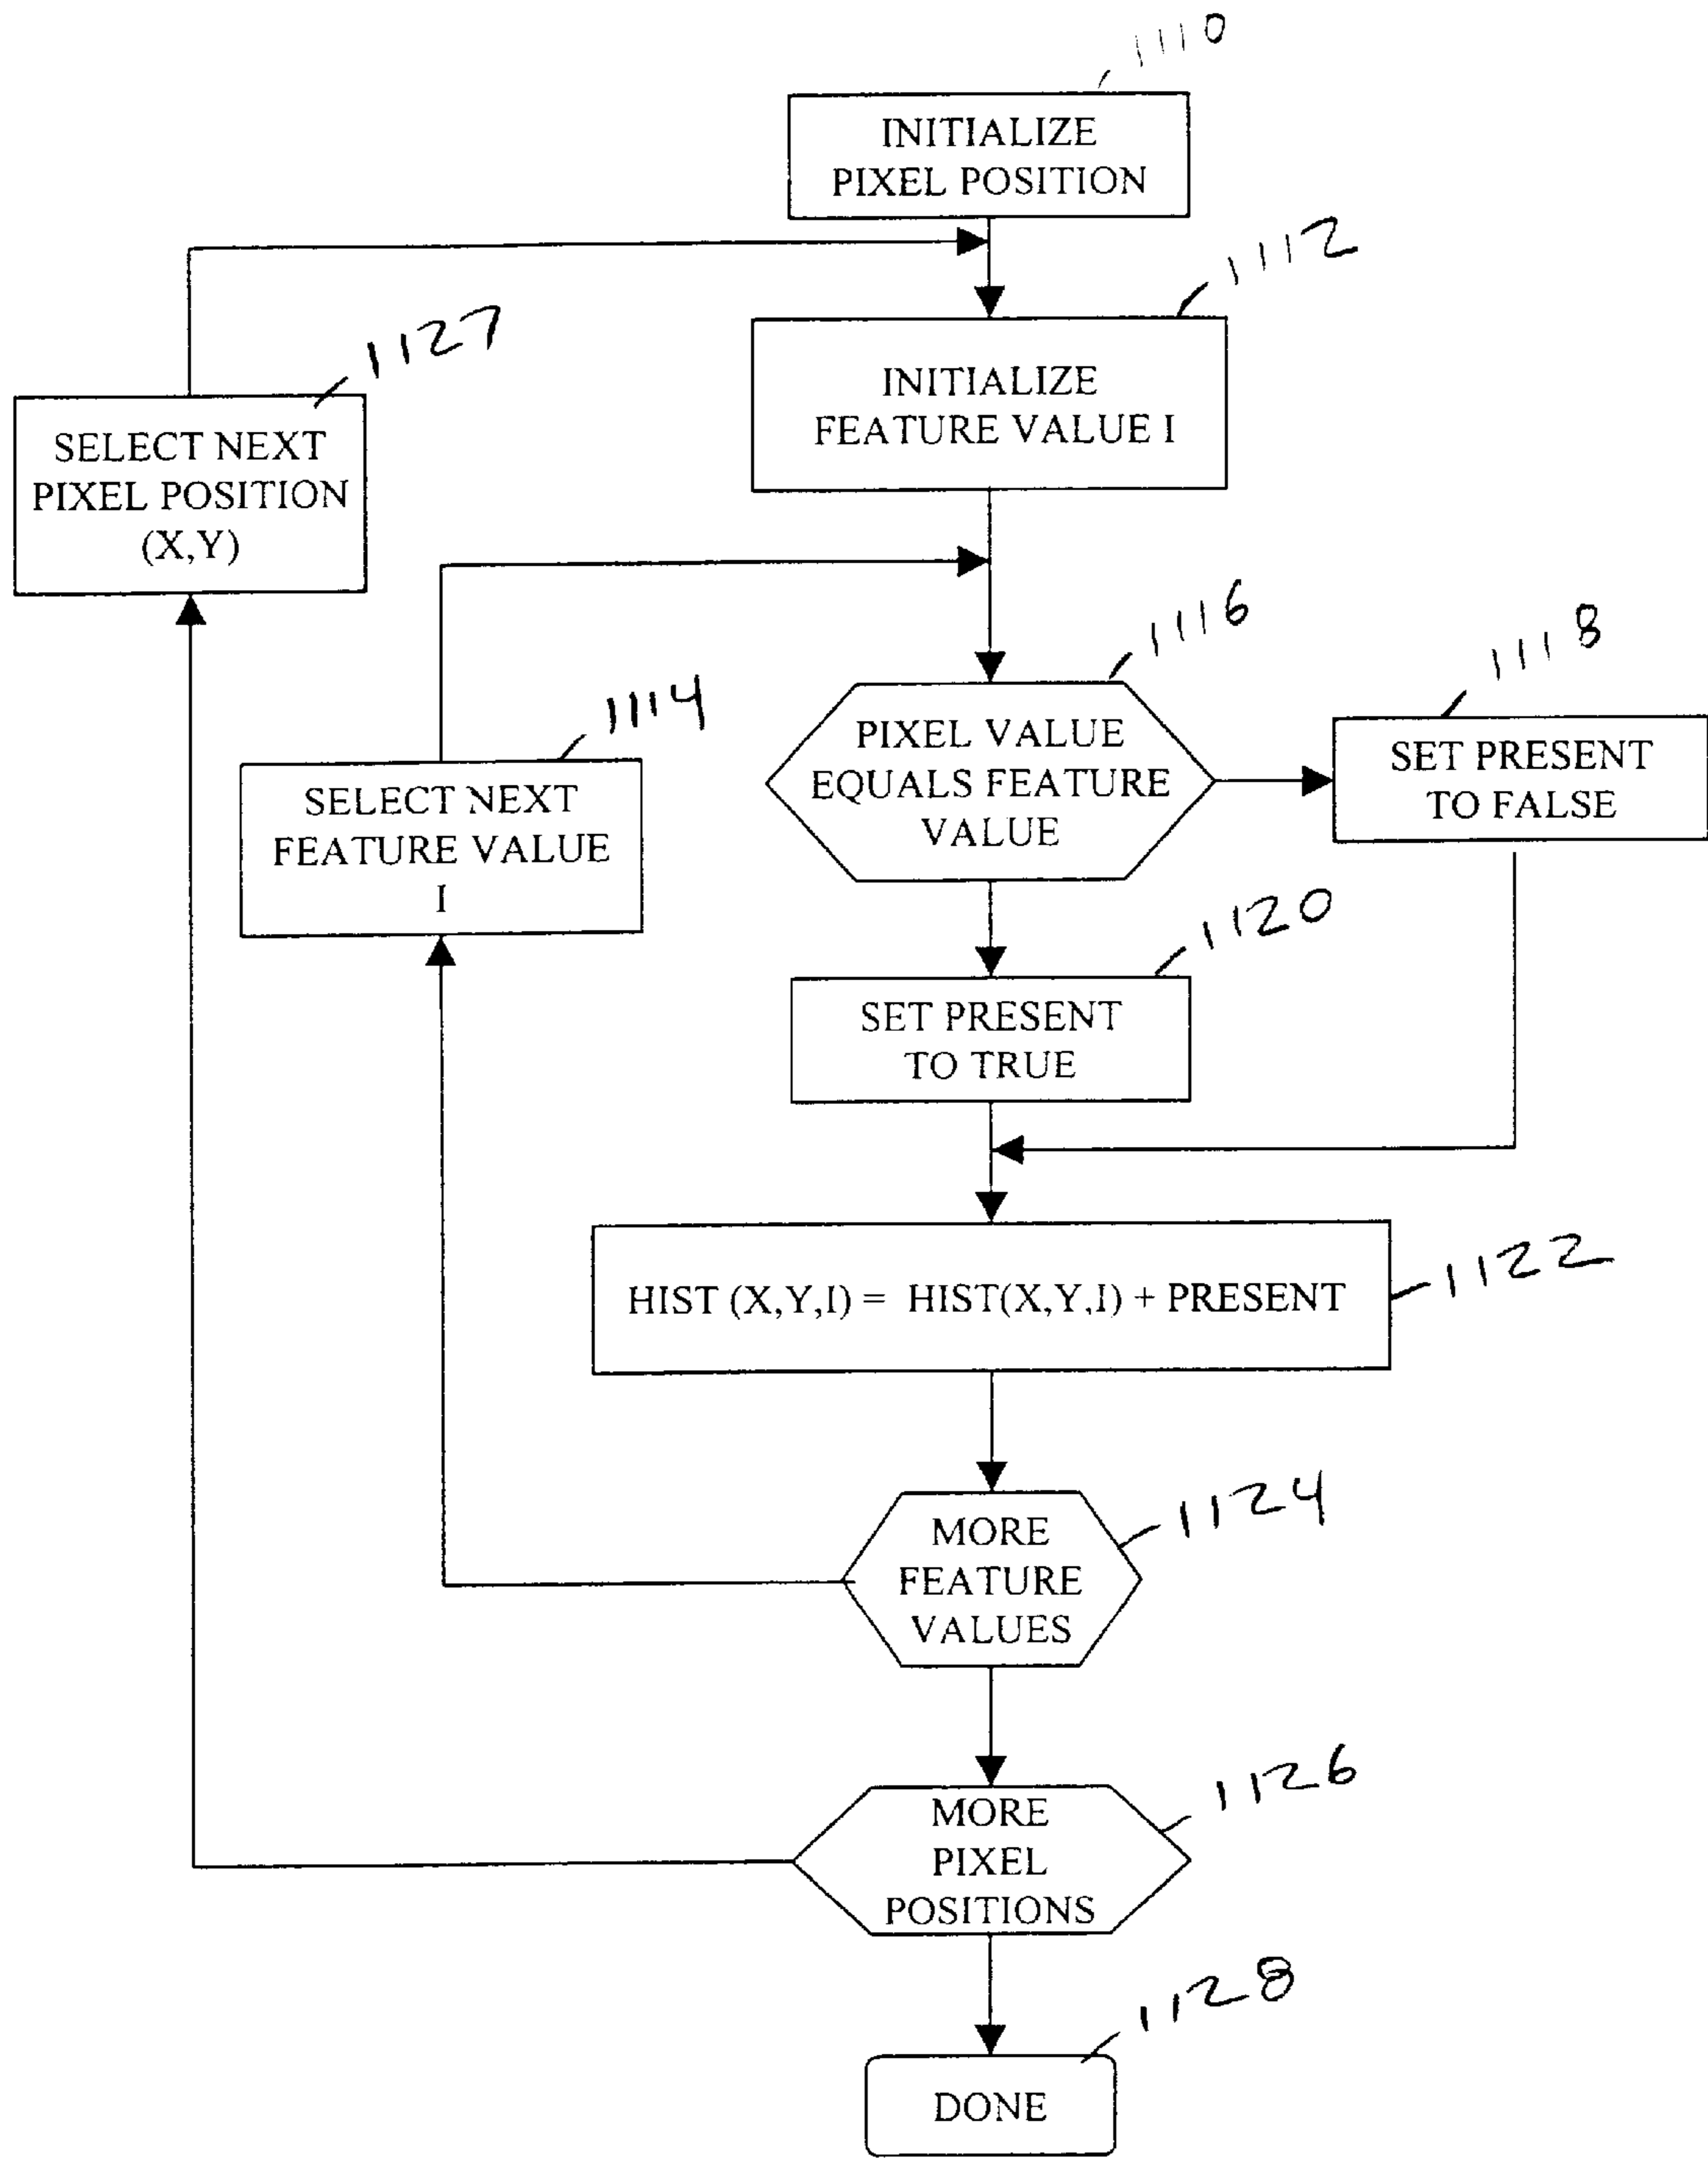 1110
INITIALIZE
PIXEL POSITION
1112
INITIALIZE
FEATURE VALUE I
1127
SELECT NEXT
PIXEL POSITION
(X,Y)
1116
PIXEL VALUE
EQUALS FEATURE
VALUE
1118
SET PRESENT
TO FALSE
1114
SELECT NEXT
FEATURE VALUE
I
1120
SET PRESENT
TO TRUE
HIST (X,Y,I) = HIST(X,Y,I) + PRESENT
1122
MORE
FEATURE
VALUES
1124
MORE
PIXEL
POSITIONS
1126
1128
DONE